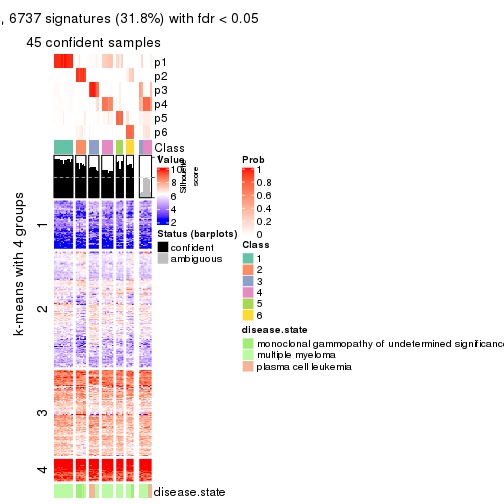 , 6737 signatures (31.8%) with fdr < 0.05
45 confident samples
p1
p2
p3
p4
p5
p6
Class
Silhouette score
k-means with 4 groups
1
2
3
4
disease.state
Value
10
8
6
4
2
Status (barplots)
confident
ambiguous
Prob
1
0.8
0.6
0.4
0.2
0
Class
1
2
3
4
5
6
disease.state
monoclonal gammopathy of undetermined significance
multiple myeloma
plasma cell leukemia